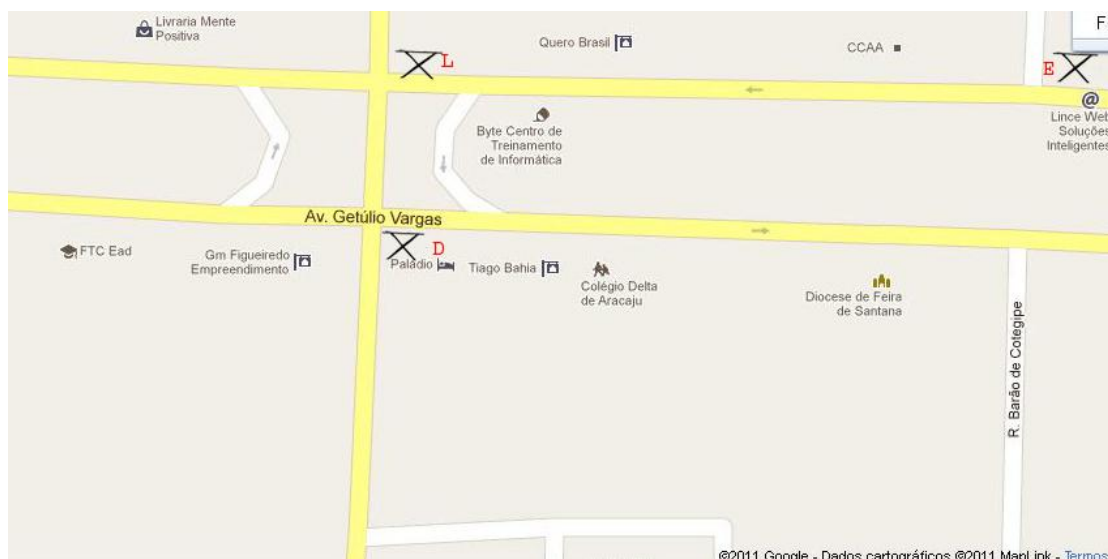 Livraria Mente
Positiva
Quero Brasil
CCAA
F
L
E
@
Lince Web
Soluções
Inteligentes
Byte Centro de
Treinamento
de Informática
Av. Getúlio Vargas
D
FTC Ead
Gm Figueiredo
Empreendimento
Paládio
Tiago Bahia
Colégio Delta
de Aracaju
Diocese de Feira
de Santana
R. Barão de Cotegipe
©2011 Google - Dados cartográficos ©2011 MapLink - Termos